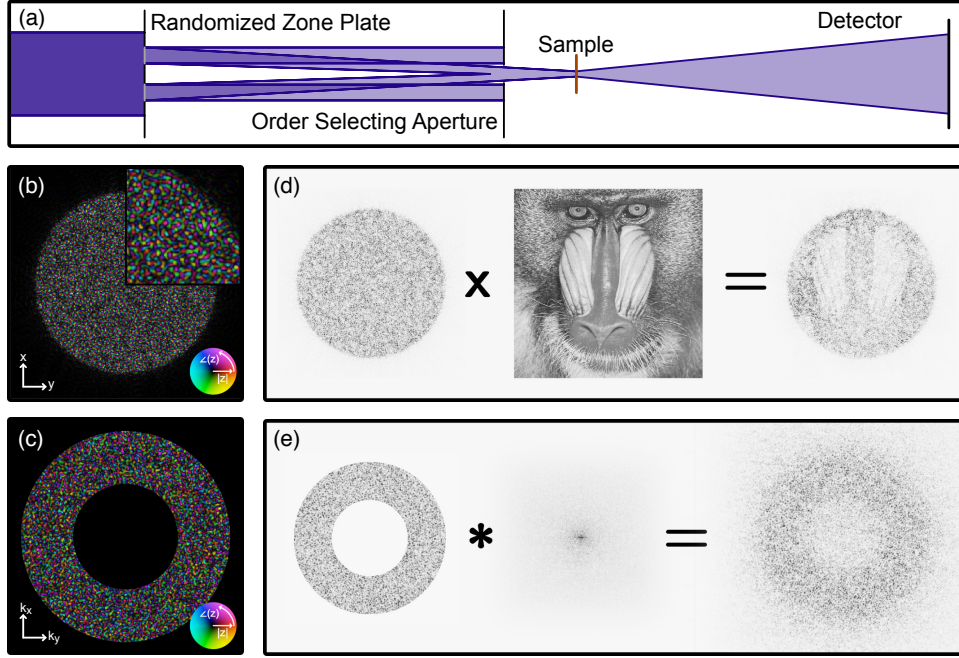 (a)
Randomized Zone Plate
Detector
Sample
Order Selecting Aperture
(b)
x
y
∠(z)
|z|
(d)
x
=
(c)
kx
ky
∠(z)
|z|
(e)
*
=